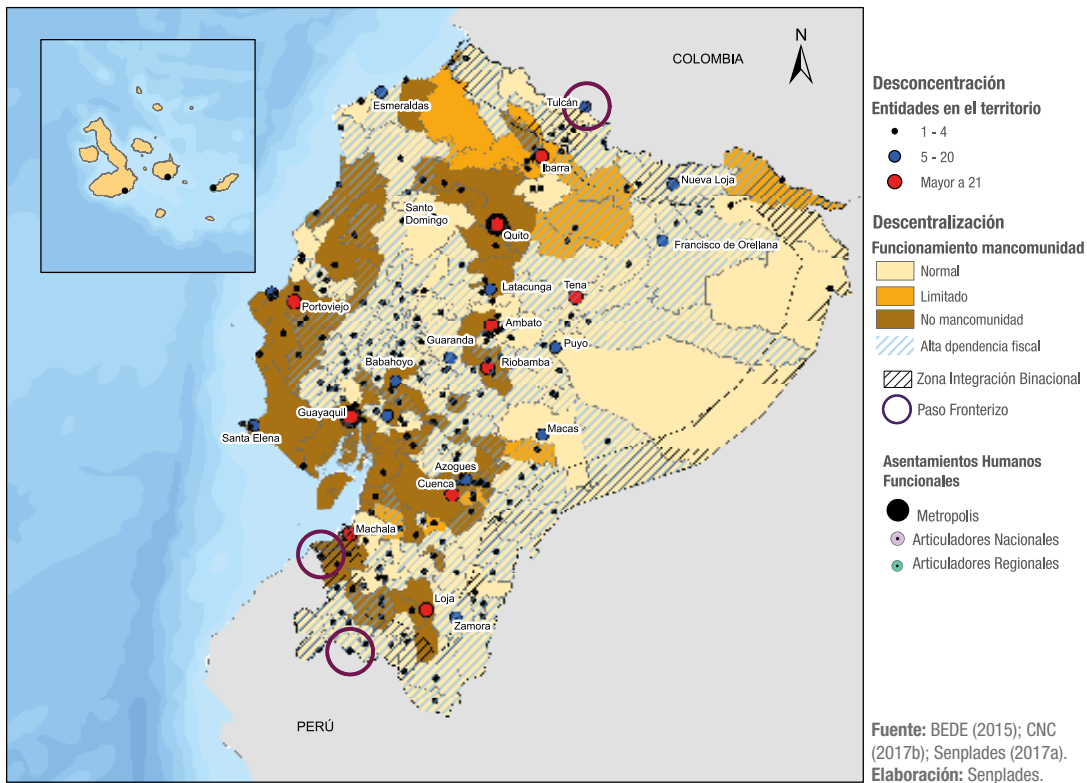 N
COLOMBIA
Esmeraldas
Tulcán
Ibarra
Nueva Loja
Santo
Domingo
Quito
Francisco de Orellana
Latacunga
Tena
Portoviejo
Ambato
Guaranda
Puyo
Babahoyo
Riobamba
Guayaquil
Santa Elena
Macas
Azogues
Cuenca
Machala
Loja
Zamora
PERÚ
Desconcentración
Entidades en el territorio
1 - 4
5 - 20
Mayor a 21
Descentralización
Funcionamiento mancomunidad
Normal
Limitado
No mancomunidad
Alta dpendencia fiscal
Zona Integración Binacional
Paso Fronterizo
Asentamientos Humanos
Funcionales
Metropolis
Articuladores Nacionales
Articuladores Regionales
Fuente: BEDE (2015); CNC
(2017b); Senplades (2017a).
Elaboración: Senplades.